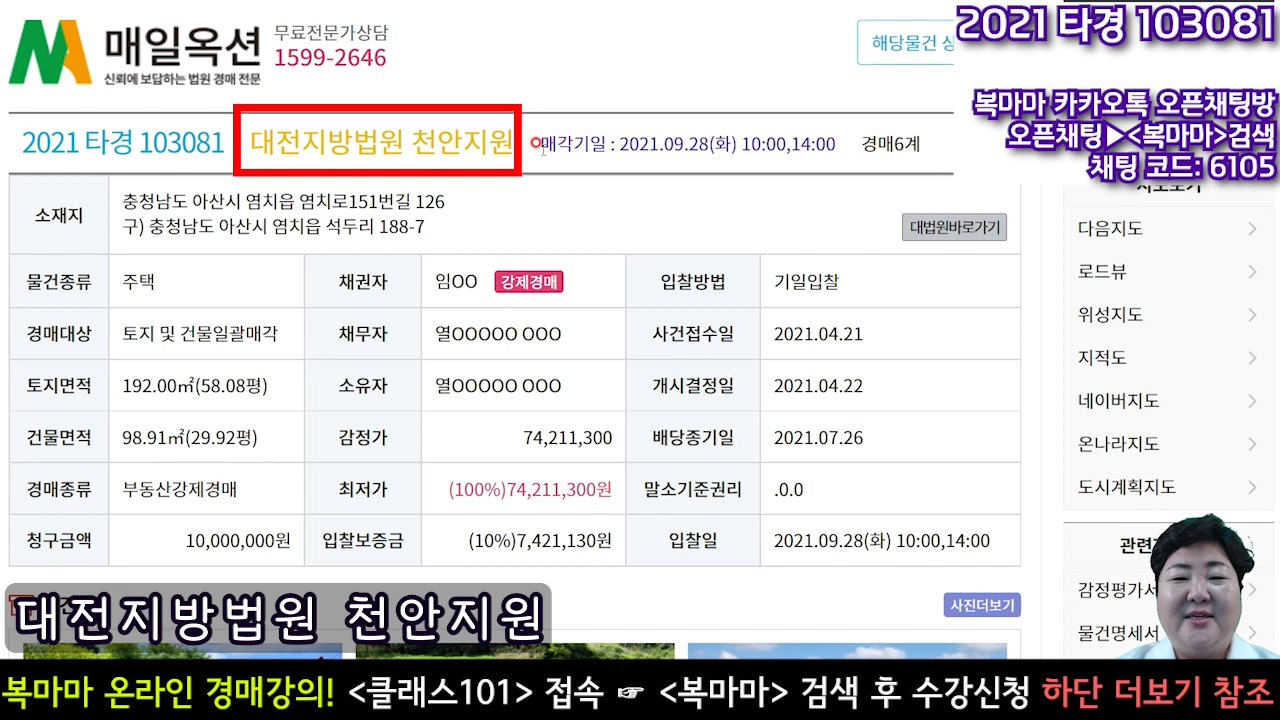 매일옥션
신뢰에 보답하는 법원 경매 전문
무료전문가상담
1599-2646
해당물건 상
2021 타경 103081
복마마 카카오톡 오픈채팅방
오픈채팅▶<복마마>검색
채팅 코드: 6105
2021 타경 103081 대전지방법원 천안지원 매각기일 : 2021.09.28(화) 10:00,14:00 경매6계
소재지
충청남도 아산시 염치읍 염치로151번길 126
구) 충청남도 아산시 염치읍 석두리 188-7
대법원바로가기
물건종류 주택 채권자 임OO 강제경매 입찰방법 기일입찰
경매대상 토지 및 건물일괄매각 채무자 열OOOOO OOO 사건접수일 2021.04.21
토지면적 192.00㎡(58.08평) 소유자 열OOOOO OOO 개시결정일 2021.04.22
건물면적 98.91㎡(29.92평) 감정가 74,211,300 배당종기일 2021.07.26
경매종류 부동산강제경매 최저가 (100%)74,211,300원 말소기준권리 .0.0
청구금액 10,000,000원 입찰보증금 (10%)7,421,130원 입찰일 2021.09.28(화) 10:00,14:00
다음지도
로드뷰
위성지도
지적도
네이버지도
온나라지도
도시계획지도
관련
감정평가서
물건명세서
사진더보기
대전지방법원 천안지원
복마마 온라인 경매강의! <클래스101> 접속 ☞ <복마마> 검색 후 수강신청 하단 더보기 참조